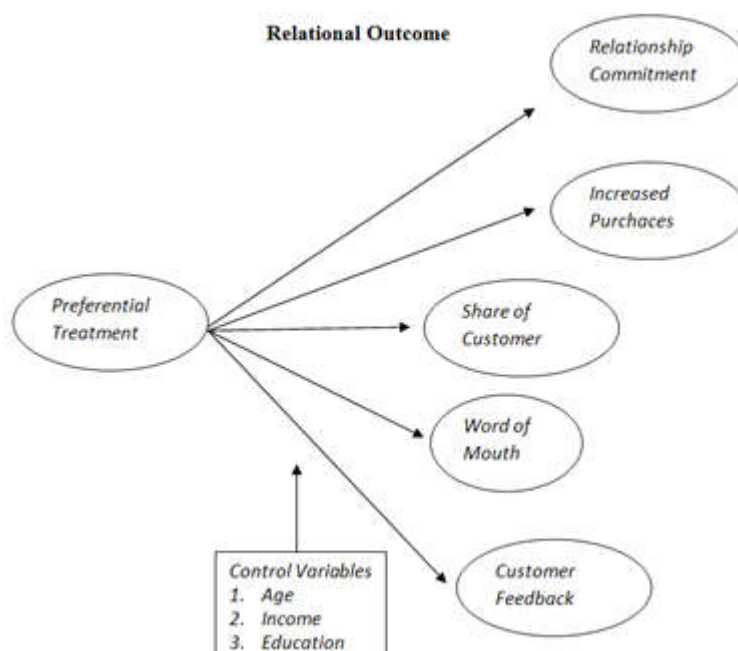 Relational Outcome
Relationship
Commitment
Increased
Purchaces
Preferential
Treatment
Share of
Customer
Word of
Mouth
Customer
Feedback
Control Variables
1. Age
2. Income
3. Education